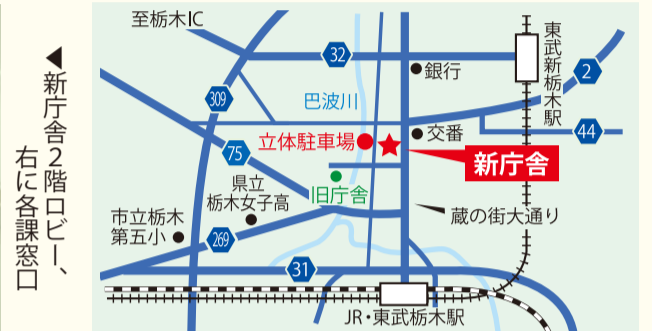 ◀新庁舎2階ロビー、
右に各課窓口
至栃木IC
32
東武新栃木駅
2
銀行
309
巴波川
44
立体駐車場
交番
75
新庁舎
県立
栃木女子高
旧庁舎
蔵の街大通り
市立栃木
第五小
269
31
JR・東武栃木駅